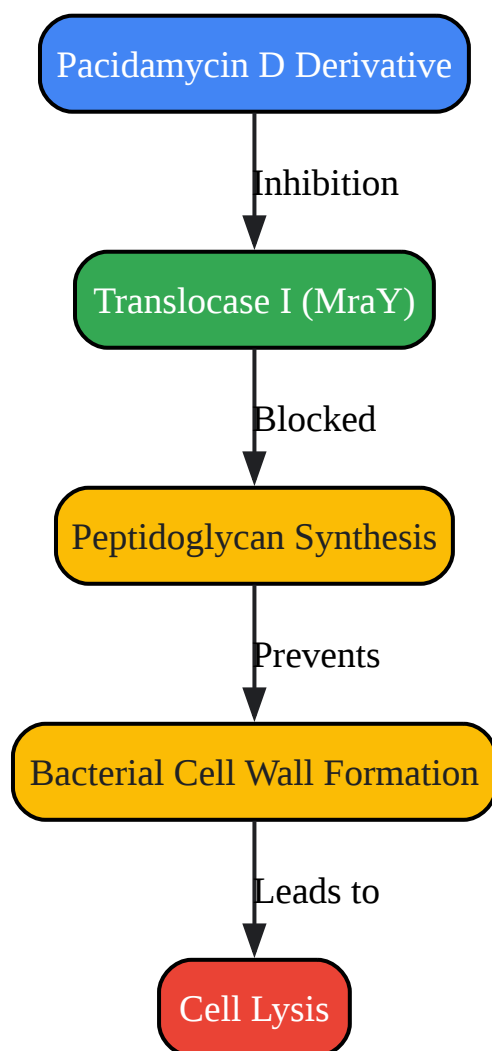 Pacidamycin D Derivative
Inhibition
Translocase I (MraY)
Blocked
Peptidoglycan Synthesis
Prevents
Bacterial Cell Wall Formation
Leads to
Cell Lysis